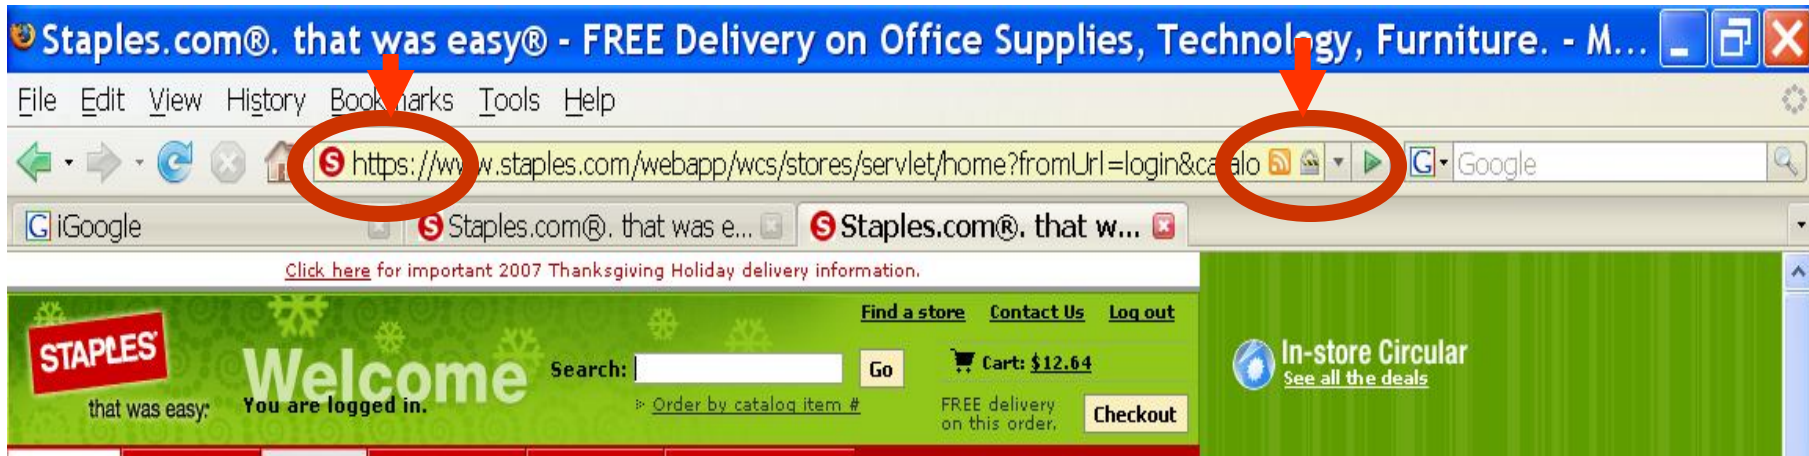 Staples.com®. that was easy® - FREE Delivery on Office Supplies, Technology, Furniture. - M...
File Edit View History Bookmarks Tools Help
https://www.staples.com/webapp/wcs/stores/servlet/home?fromUrl=login&catalo G Google
G iGoogle S Staples.com®. that was e... S Staples.com®. that w...
Click here for important 2007 Thanksgiving Holiday delivery information.
Find a store Contact Us Log out
STAPLES
that was easy:
Welcome
You are logged in.
Search: Go
Order by catalog item #
Cart: $12.64
FREE delivery
on this order.
Checkout
In-store Circular
See all the deals